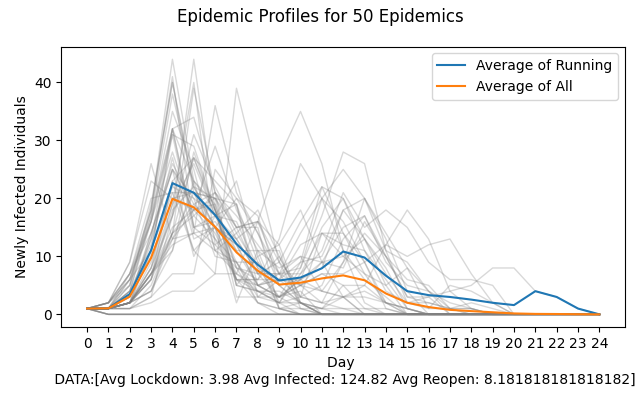 Epidemic Profiles for 50 Epidemics
Average of Running
Average of All
Newly Infected Individuals
40
30
20
10
0
0 1 2 3 4 5 6 7 8 9 10 11 12 13 14 15 16 17 18 19 20 21 22 23 24
Day
DATA:[Avg Lockdown: 3.98 Avg Infected: 124.82 Avg Reopen: 8.181818181818182]